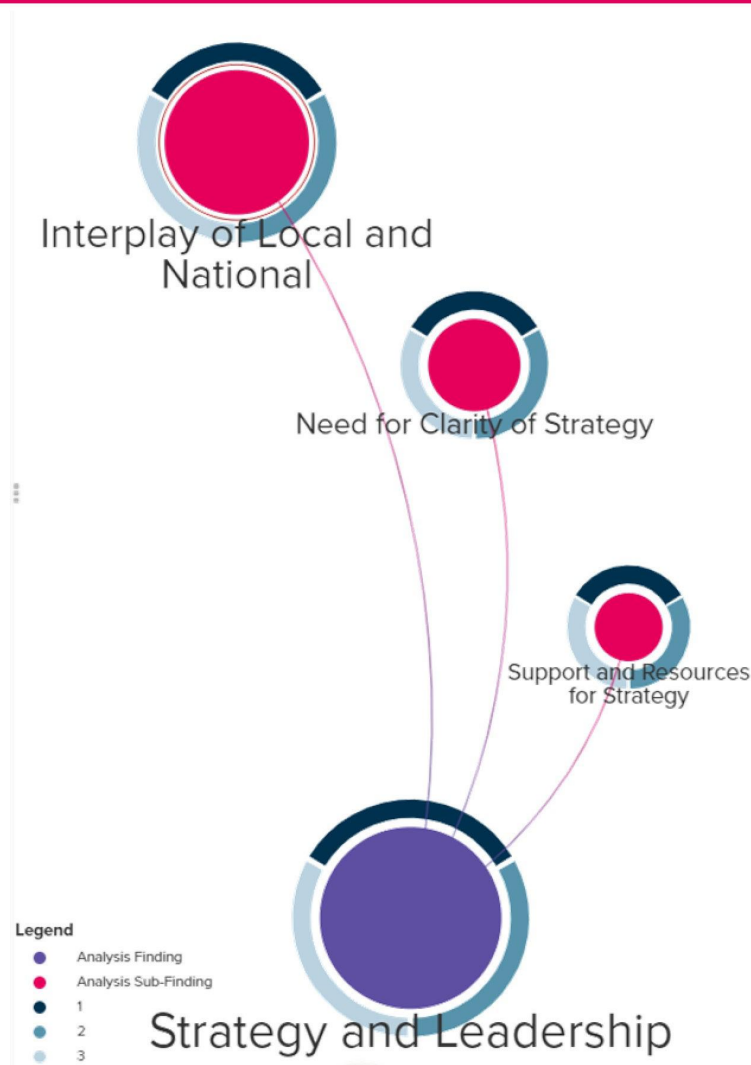 Interplay of Local and
National
Need for Clarity of Strategy
Support and Resources
for Strategy
Strategy and Leadership
Legend
Analysis Finding
Analysis Sub-Finding
1
2
3